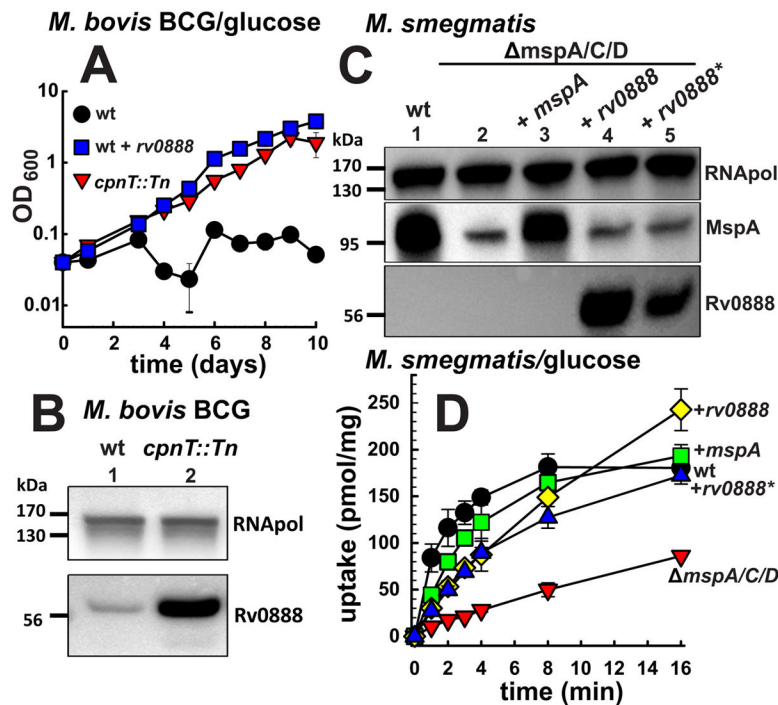 M. bovis BCG/glucose
A
wt
wt + rv0888
cpnT::Tn
OD600
10
1
0.1
0.01
0 2 4 6 8 10
time (days)
M. bovis BCG
B
wt cpnT::Tn
1 2
kDa
170
130
RNApol
56
Rv0888
M. smegmatis
C
ΔmspA/C/D
wt + mspA + rv0888 + rv0888*
1 2 3 4 5
kDa
170
130
RNApol
95
MspA
56
Rv0888
M. smegmatis/glucose
D
uptake (pmol/mg)
250
200
150
100
50
0
+rv0888
+mspA
wt
+rv0888*
ΔmspA/C/D
0 2 4 6 8 10 12 14 16
time (min)